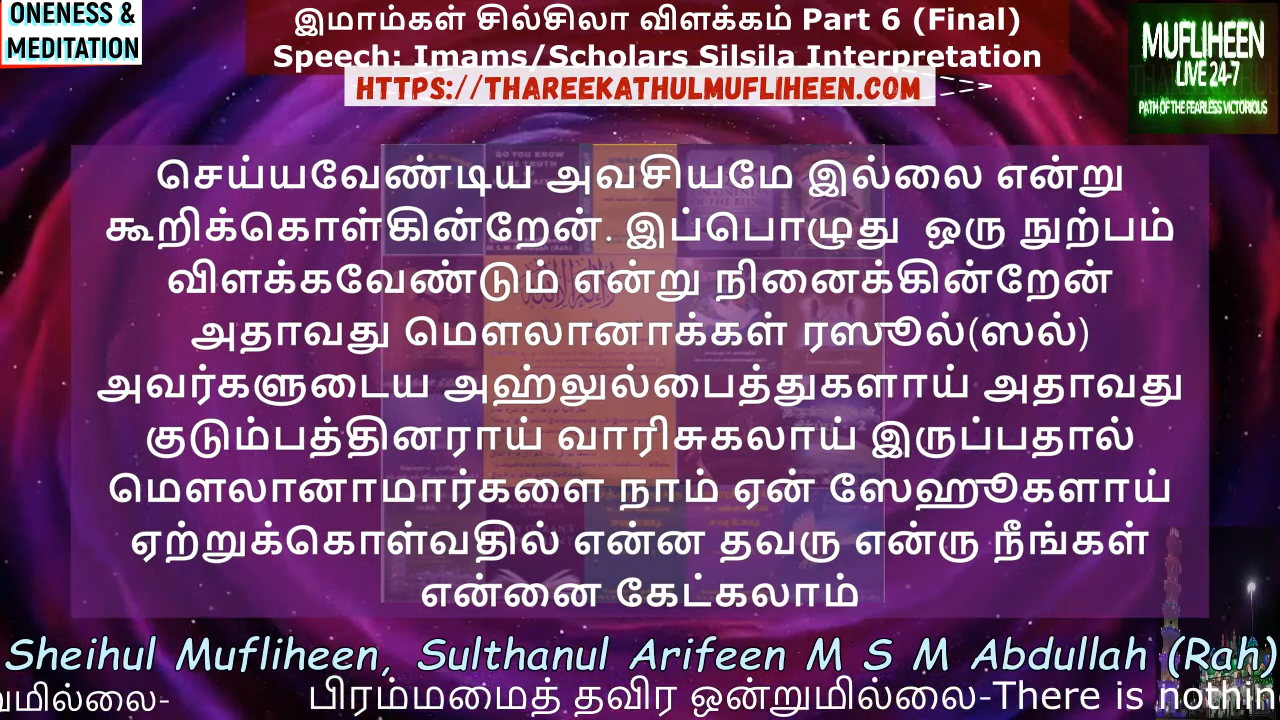 ONENESS &
MEDITATION
இமாம்கள் சில்சிலா விளக்கம் Part 6 (Final)
Speech: Imams/Scholars Silsila Interpretation
HTTPS://THAREEKATHULMUFLIHEEN.COM
MUFLIHEEN
LIVE 24-7
PATH OF THE FEARLESS VICTORIOUS
செய்யவேண்டிய அவசியமே இல்லை என்று
கூறிக்கொள்கின்றேன். இப்பொழுது ஒரு நுற்பம்
விளக்கவேண்டும் என்று நினைக்கின்றேன்
அதாவது மௌலானாக்கள் ரஸூல்(ஸல்)
அவர்களுடைய அஹ்லுல்பைத்துகளாய் அதாவது
குடும்பத்தினராய் வாரிசுகலாய் இருப்பதால்
மௌலானாமார்களை நாம் ஏன் ஸேஹூகளாய்
ஏற்றுக்கொள்வதில் என்ன தவரு என்ரு நீங்கள்
என்னை கேட்கலாம்
Sheihul Mufliheen, Sulthanul Arifeen M S M Abdullah (Rah)
வுமில்லை- பிரம்மமைத் தவிர ஒன்றுமில்லை-There is nothin